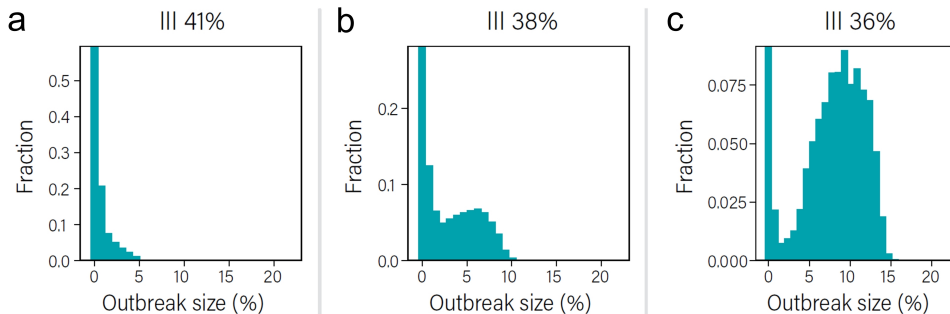 a
III 41%
Fraction
0.5
0.4
0.3
0.2
0.1
0.0
0 5 10 15 20
Outbreak size (%)
b
III 38%
Fraction
0.2
0.1
0.0
0 5 10 15 20
Outbreak size (%)
c
III 36%
Fraction
0.075
0.050
0.025
0.000
0 5 10 15 20
Outbreak size (%)